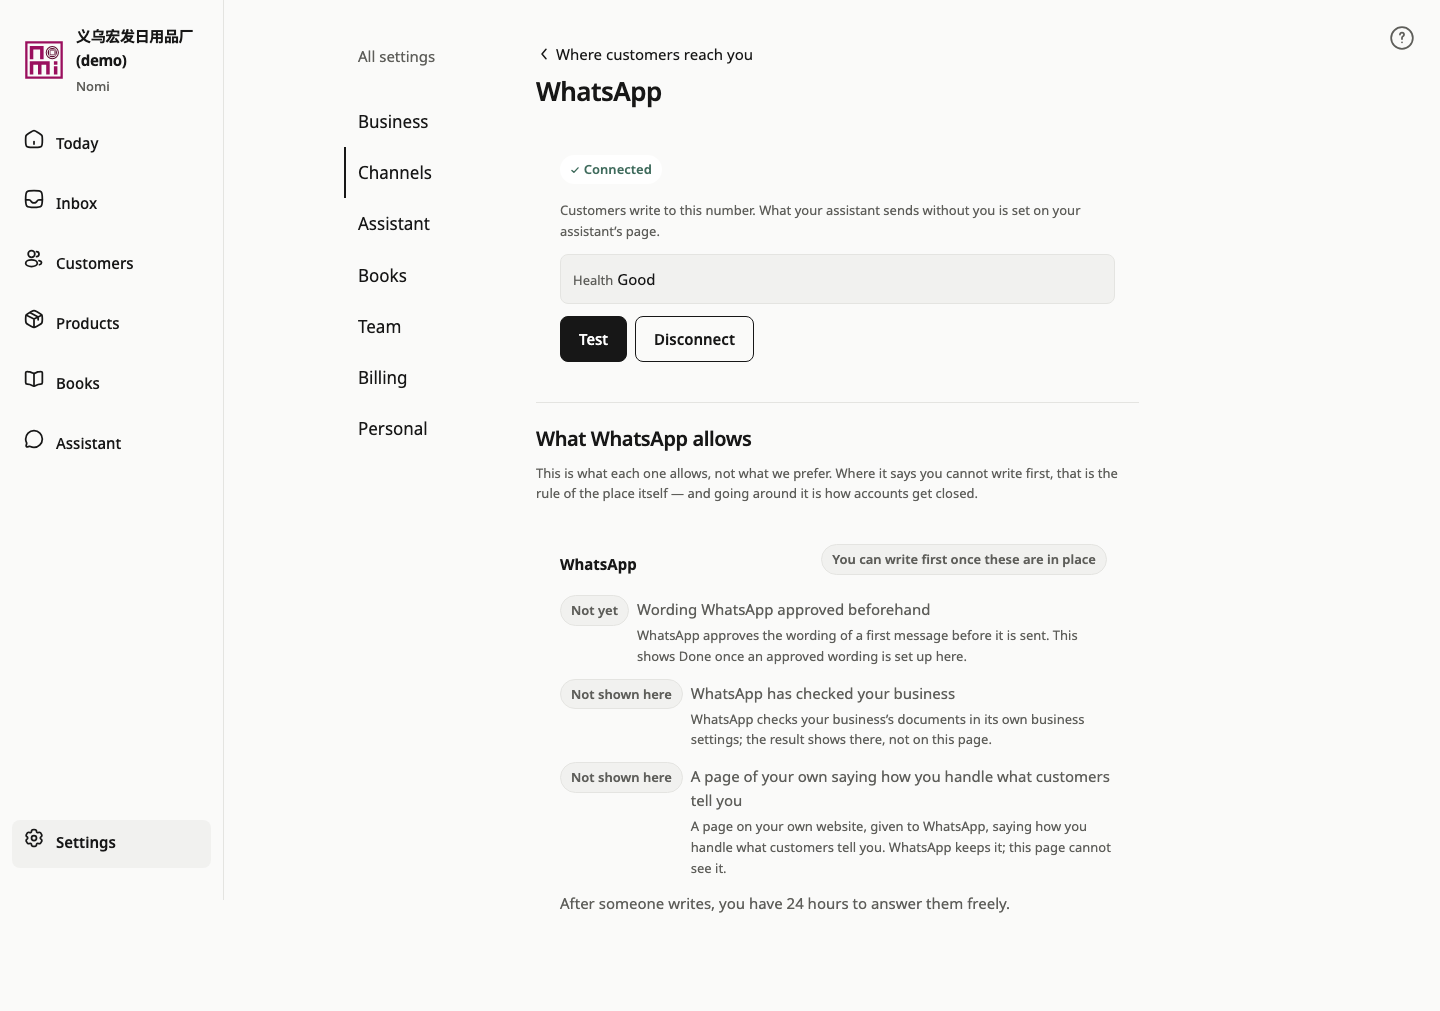 义乌宏发日用品厂
(demo)
Nomi
Today
Inbox
Customers
Products
Books
Assistant
Settings
All settings
Business
Channels
Assistant
Books
Team
Billing
Personal
Where customers reach you
WhatsApp
Connected
Customers write to this number. What your assistant sends without you is set on your
assistant’s page.
Health Good
Test
Disconnect
What WhatsApp allows
This is what each one allows, not what we prefer. Where it says you cannot write first, that is the
rule of the place itself — and going around it is how accounts get closed.
WhatsApp
You can write first once these are in place
Not yet
Wording WhatsApp approved beforehand
WhatsApp approves the wording of a first message before it is sent. This
shows Done once an approved wording is set up here.
Not shown here
WhatsApp has checked your business
WhatsApp checks your business’s documents in its own business
settings; the result shows there, not on this page.
Not shown here
A page of your own saying how you handle what customers
tell you
A page on your own website, given to WhatsApp, saying how you
handle what customers tell you. WhatsApp keeps it; this page cannot
see it.
After someone writes, you have 24 hours to answer them freely.